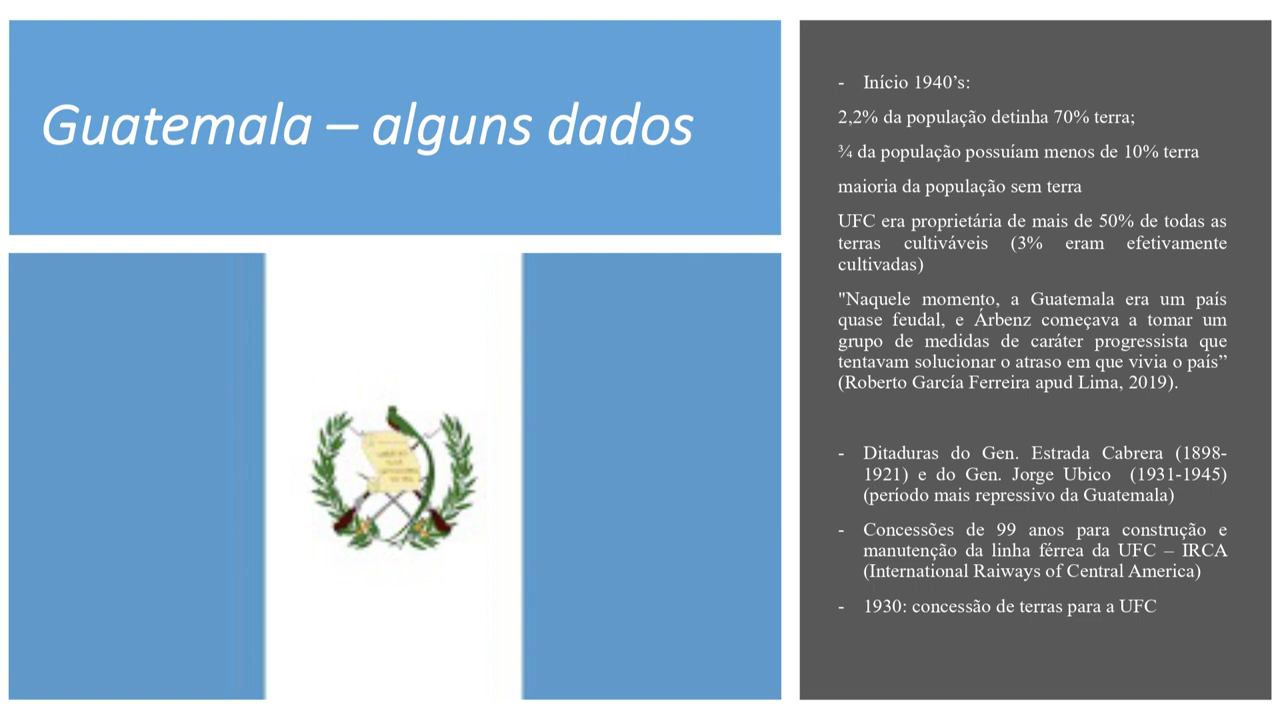 Guatemala – alguns dados
- Início 1940’s:
2,2% da população detinha 70% terra;
¾ da população possuíam menos de 10% terra
maioria da população sem terra
UFC era proprietária de mais de 50% de todas as
terras cultiváveis (3% eram efetivamente
cultivadas)
"Naquele momento, a Guatemala era um país
quase feudal, e Árbenz começava a tomar um
grupo de medidas de caráter progressista que
tentavam solucionar o atraso em que vivia o país”
(Roberto García Ferreira apud Lima, 2019).
- Ditaduras do Gen. Estrada Cabrera (1898-
1921) e do Gen. Jorge Ubico (1931-1945)
(período mais repressivo da Guatemala)
- Concessões de 99 anos para construção e
manutenção da linha férrea da UFC – IRCA
(International Raiways of Central America)
- 1930: concessão de terras para a UFC